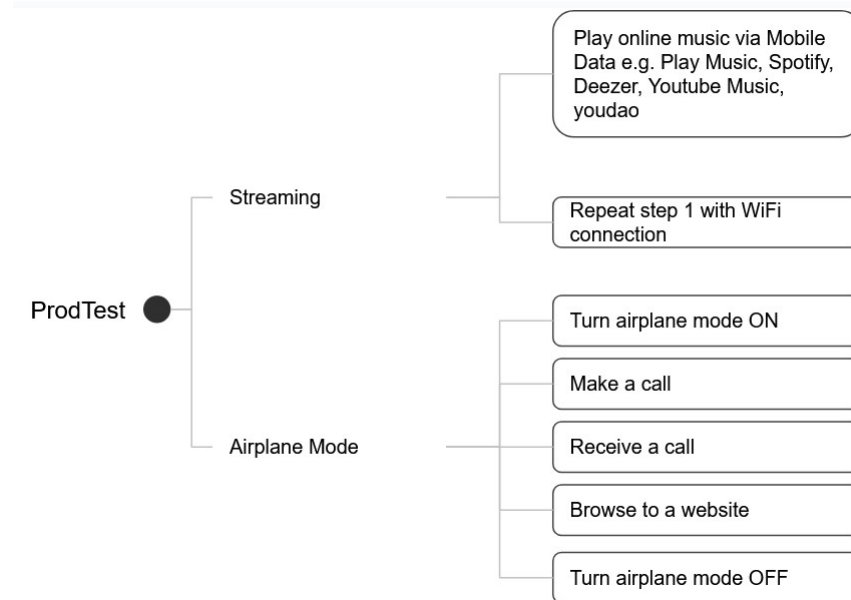 Play online music via Mobile
Data e.g. Play Music, Spotify,
Deezer, Youtube Music,
youdao
Streaming
Repeat step 1 with WiFi
connection
ProdTest
Turn airplane mode ON
Make a call
Airplane Mode
Receive a call
Browse to a website
Turn airplane mode OFF